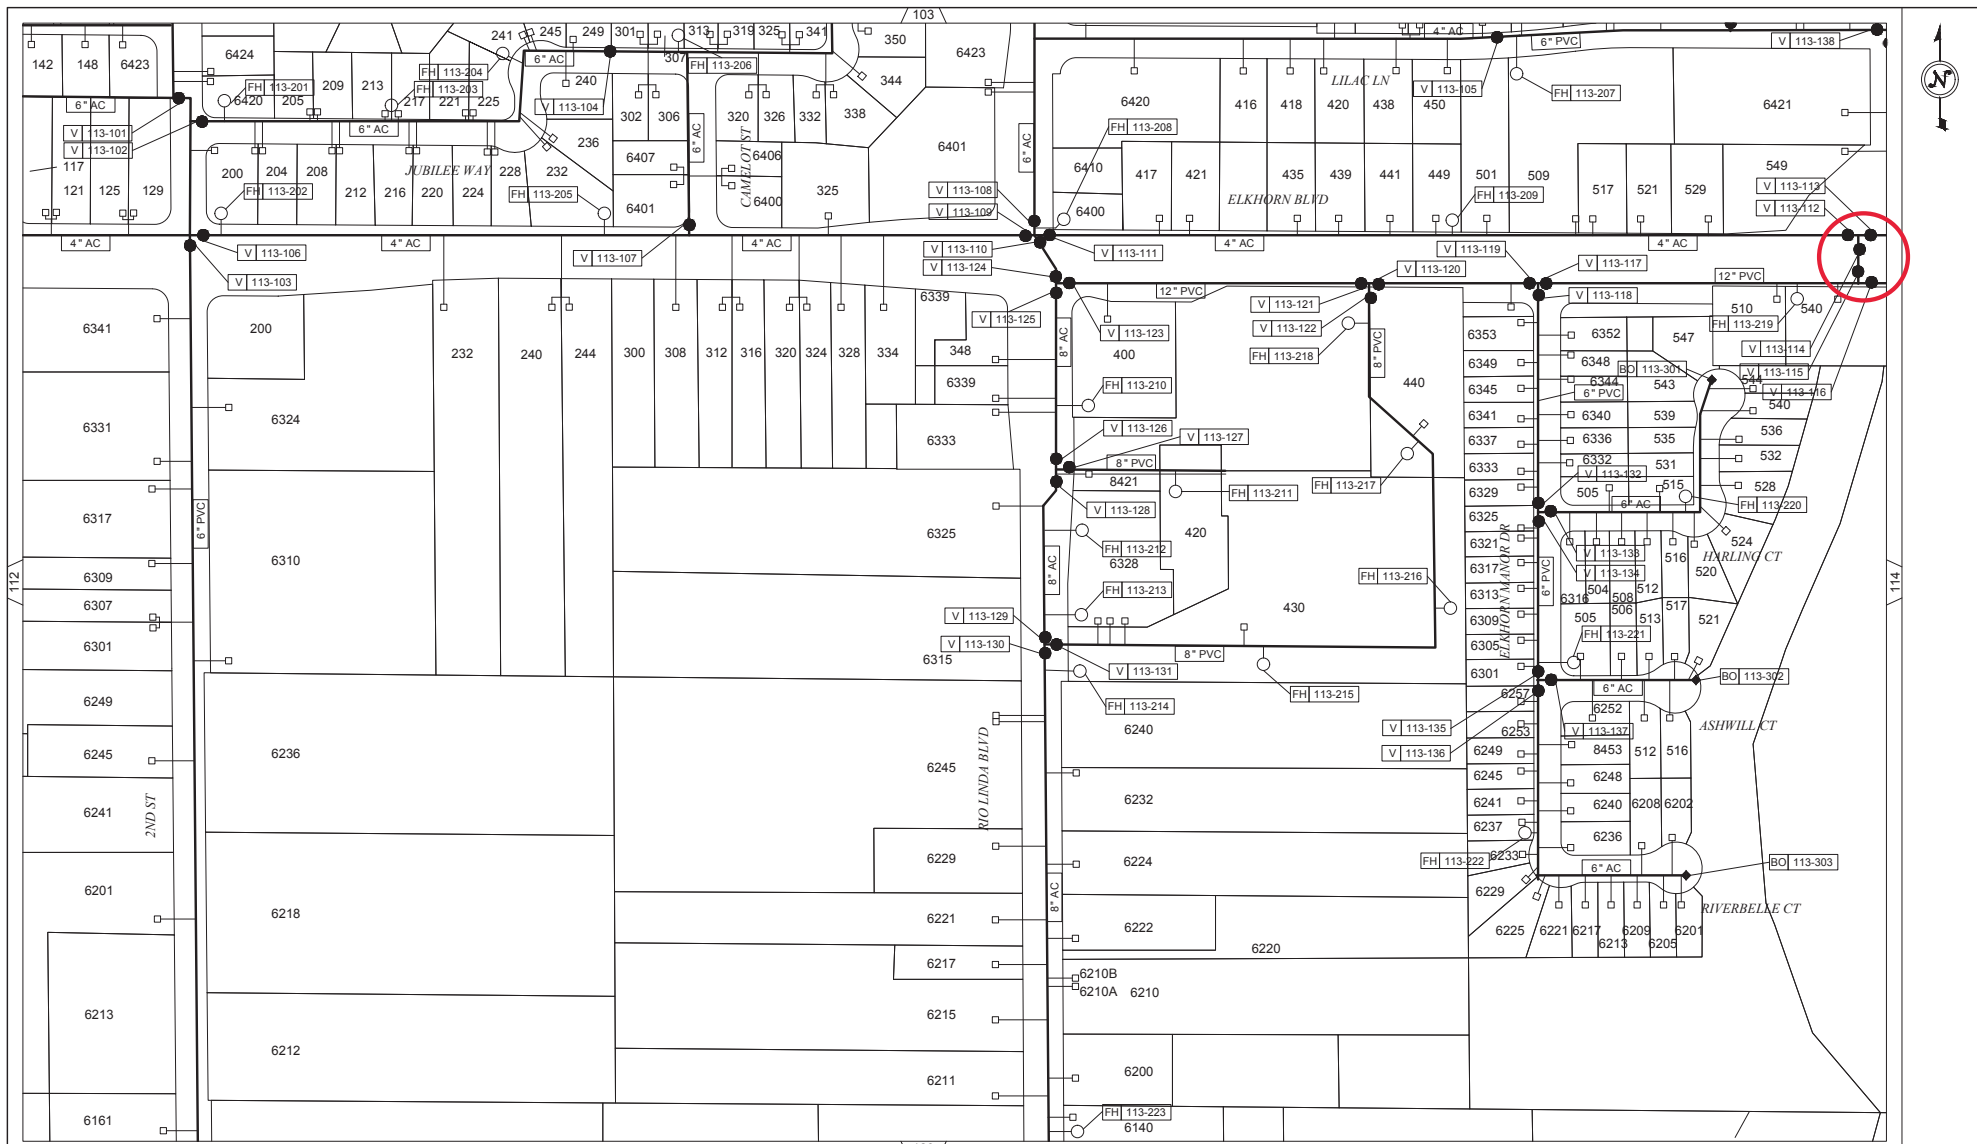 103
241
245
249
301
313
319
325
341
350
6423
6" AC
307
4" AC
6" PVC
V 113-138
142
148
6423
6424
FH 113-201
6420
205
209
213
FH 113-204
FH 113-203
217
221
225
240
V 113-104
FH 113-206
344
LILAC LN
V 113-105
FH 113-207
N
6" AC
V 113-101
V 113-102
6" AC
236
302
306
6" AC
CAMELOT ST
320
326
332
338
6401
6" AC
6420
FH 113-208
416
418
420
438
450
6421
117
121
125
129
200
204
208
212
216
220
224
228
232
JUBILEE WAY
FH 113-202
FH 113-205
6407
6401
6406
6400
325
V 113-108
V 113-109
6410
6400
417
421
435
439
441
449
501
509
517
521
529
549
ELKHORN BLVD
FH 113-209
V 113-113
V 113-112
4" AC
4" AC
4" AC
4" AC
4" AC
V 113-106
V 113-103
V 113-107
V 113-110
V 113-124
V 113-111
V 113-119
V 113-120
V 113-117
12" PVC
12" PVC
6341
200
232
240
244
300
308
312
316
320
324
328
334
6339
348
6339
V 113-125
8" AC
V 113-123
400
V 113-121
V 113-122
FH 113-218
8" PVC
440
V 113-118
6353
6352
547
510
540
FH 113-219
V 113-114
V 113-115
V 113-116
6349
6348
BO 113-301
6344
543
544
6345
6" PVC
540
6331
6324
6333
FH 113-210
V 113-126
V 113-127
6341
6340
539
536
6337
6336
535
532
6333
6332
531
528
V 113-132
8" PVC
8421
FH 113-211
FH 113-217
6329
505
515
6" AC
FH 113-220
6317
6" PVC
6310
6325
V 113-128
FH 113-212
6328
420
6325
524
ELKHORN MANOR DR
HARLING CT
112
114
6321
V 113-133
516
8" AC
FH 113-213
FH 113-216
430
6317
V 113-134
520
6309
6307
6313
6" PVC
6316
504
508
512
506
517
521
6301
V 113-129
V 113-130
6315
V 113-131
8" PVC
6309
505
513
FH 113-221
6305
6301
6249
FH 113-214
FH 113-215
6257
6" AC
BO 113-302
6252
ASHWILL CT
6245
6236
6245
RIO LINDA BLVD
6240
V 113-135
V 113-136
6253
V 113-137
6249
8453
512
516
6245
6248
6241
2ND ST
6232
6241
6240
6208
6202
6237
6236
6201
6229
6224
FH 113-222
6233
6" AC
BO 113-303
8" AC
6218
6221
6222
6220
6229
6225
6221
6217
6213
6209
6205
6201
RIVERBELLE CT
6217
6210B
6210A
6210
6213
6215
6212
6211
6200
6161
FH 113-223
6140